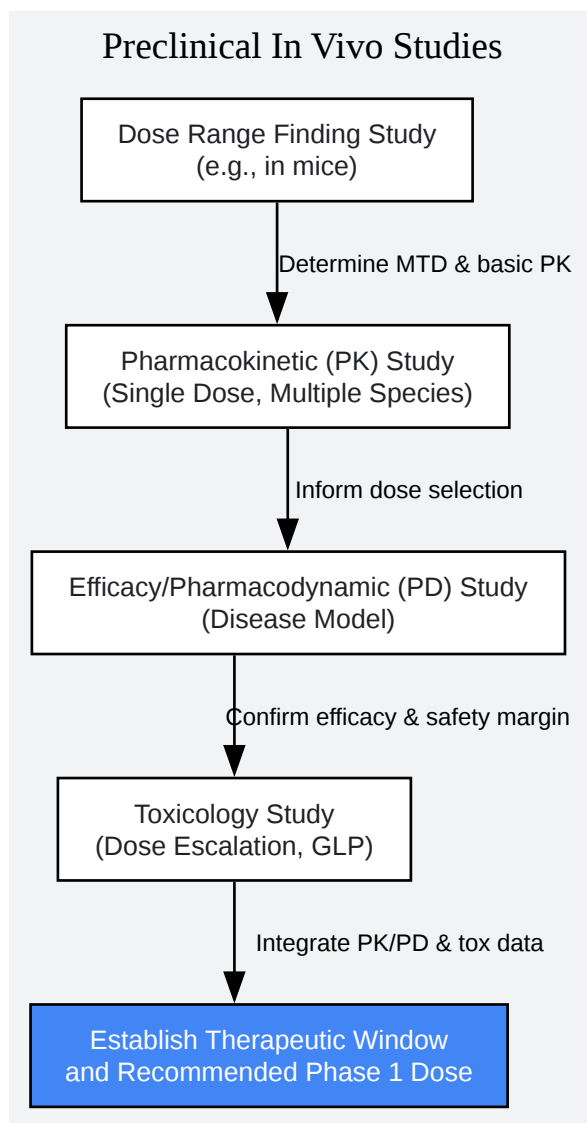 Preclinical In Vivo Studies
Dose Range Finding Study
(e.g., in mice)
Determine MTD & basic PK
Pharmacokinetic (PK) Study
(Single Dose, Multiple Species)
Inform dose selection
Efficacy/Pharmacodynamic (PD) Study
(Disease Model)
Confirm efficacy & safety margin
Toxicology Study
(Dose Escalation, GLP)
Integrate PK/PD & tox data
Establish Therapeutic Window
and Recommended Phase 1 Dose